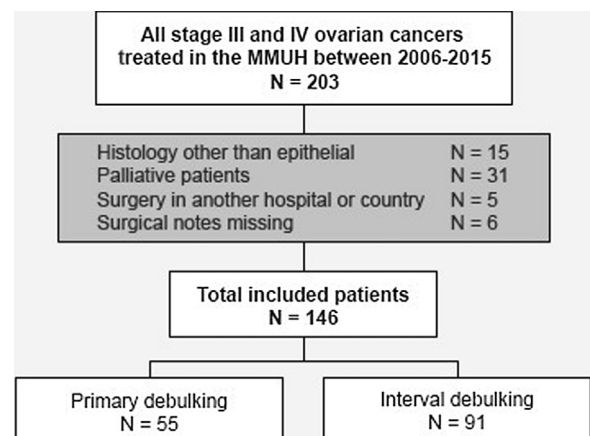 All stage III and IV ovarian cancers
treated in the MMUH between 2006-2015
N = 203
Histology other than epithelial N = 15
Palliative patients N = 31
Surgery in another hospital or country N = 5
Surgical notes missing N = 6
Total included patients
N = 146
Primary debulking
N = 55
Interval debulking
N = 91